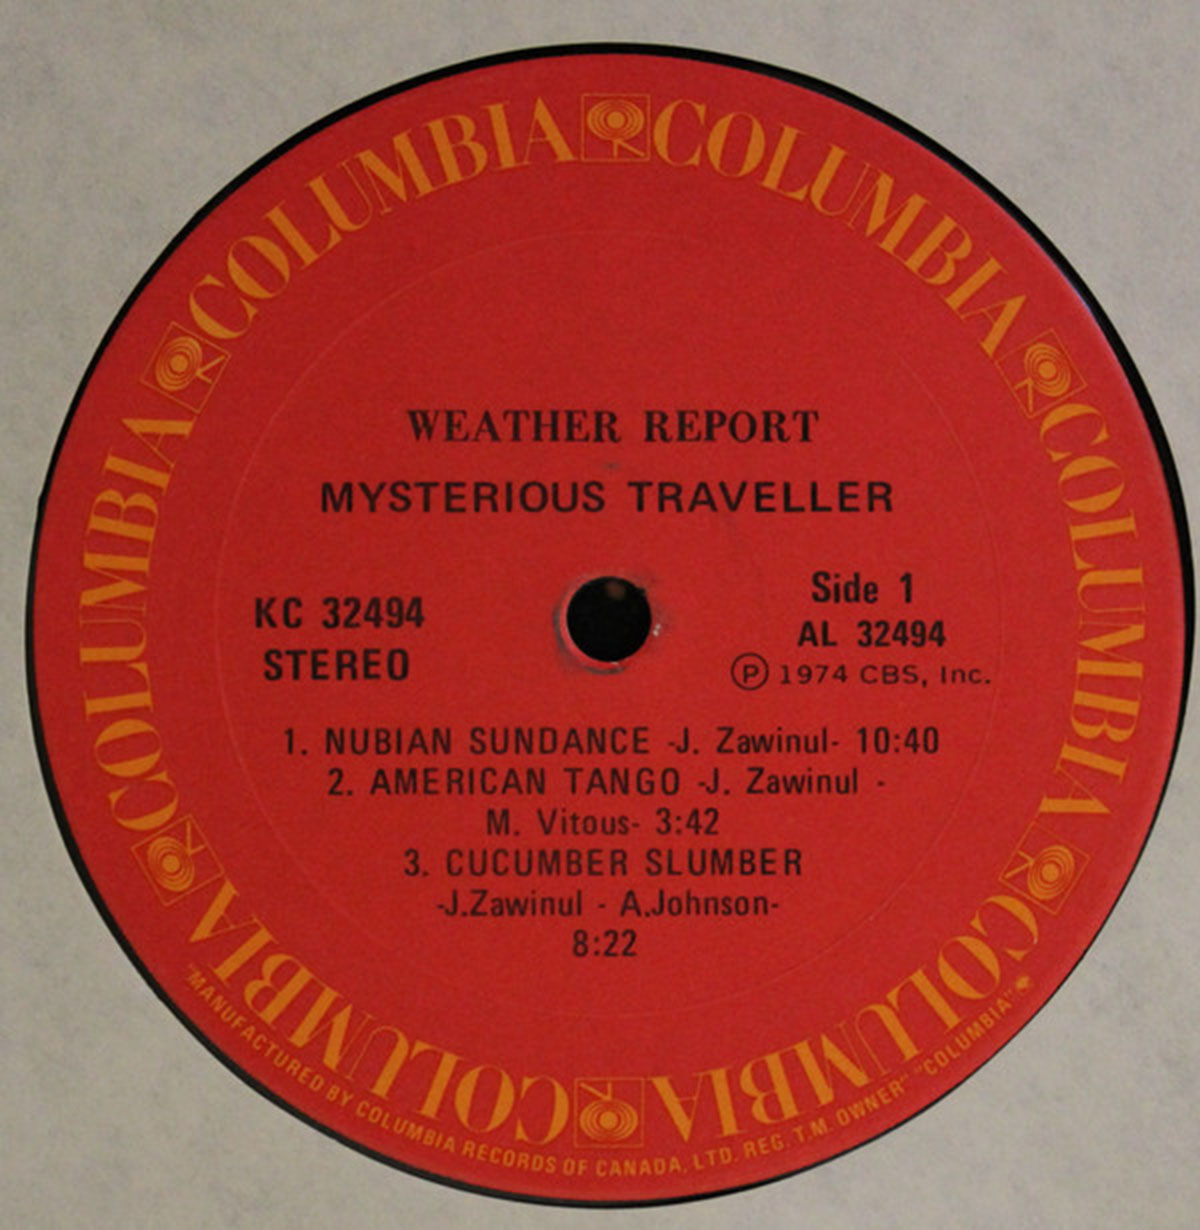 COLUMBIA COLUMBIA COLUMBIA COLUMBIA COLUMBIA COLUMBIA
WEATHER REPORT
MYSTERIOUS TRAVELLER
KC 32494
STEREO
Side 1
AL 32494
Ⓟ 1974 CBS, Inc.
1. NUBIAN SUNDANCE -J. Zawinul- 10:40
2. AMERICAN TANGO -J. Zawinul -
M. Vitous- 3:42
3. CUCUMBER SLUMBER
-J.Zawinul - A.Johnson-
8:22
"MANUFACTURED BY COLUMBIA RECORDS OF CANADA, LTD. REG. T.M. OWNER" "COLUMBIA"